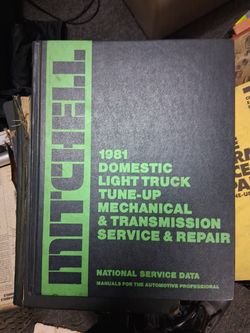 MITCHELL
1981
DOMESTIC
LIGHT TRUCK
TUNE-UP
MECHANICAL
& TRANSMISSION
SERVICE & REPAIR
NATIONAL SERVICE DATA
MANUALS FOR THE AUTOMOTIVE PROFESSIONAL